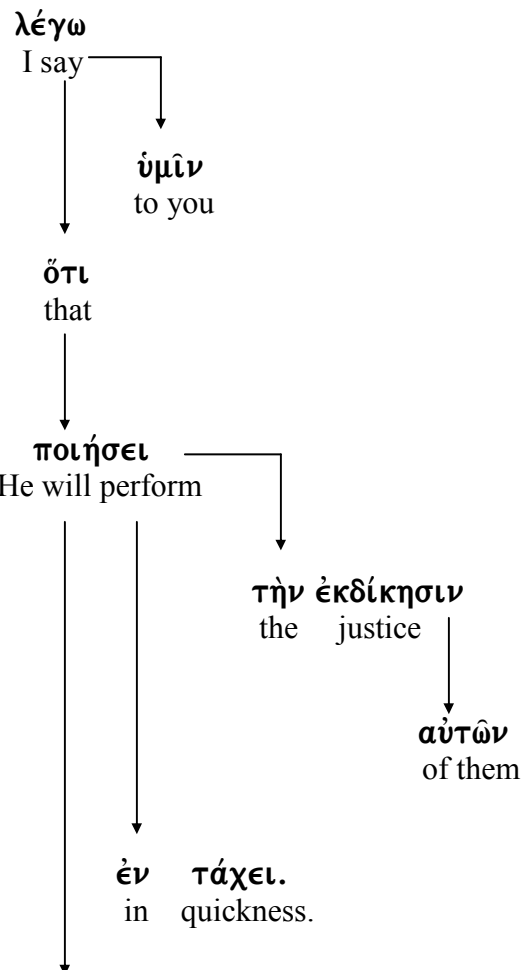 λέγω
I say
ὑμῖν
to you
ὅτι
that
ποιήσει
He will perform
τὴν ἐκδίκησιν
the justice
αὐτῶν
of them
ἐν τάχει.
in quickness.